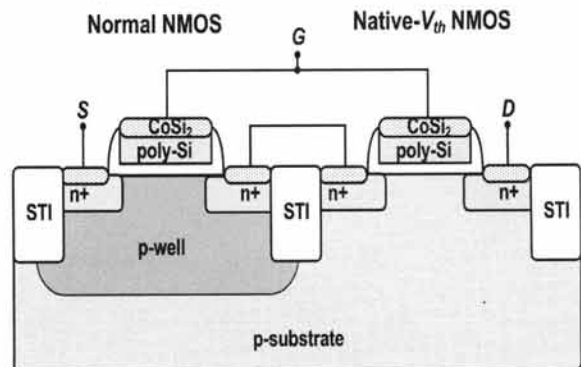 Normal NMOS
Native-Vth NMOS
G
S
D
CoSi2
CoSi2
poly-Si
poly-Si
STI
n+
n+
STI
n+
n+
STI
p-well
p-substrate